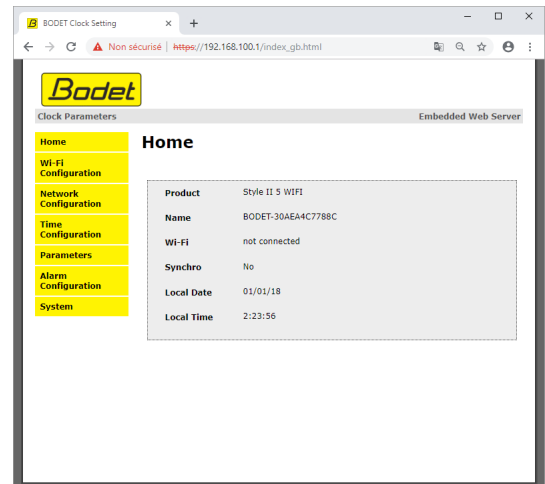 BODET Clock Setting
Non sécurisé | https://192.168.100.1/index_gb.html
Bodet
Clock Parameters Embedded Web Server
Home
Wi-Fi
Configuration
Network
Configuration
Time
Configuration
Parameters
Alarm
Configuration
System
Home
Product Style II 5 WIFI
Name BODET-30AEA4C7788C
Wi-Fi not connected
Synchro No
Local Date 01/01/18
Local Time 2:23:56